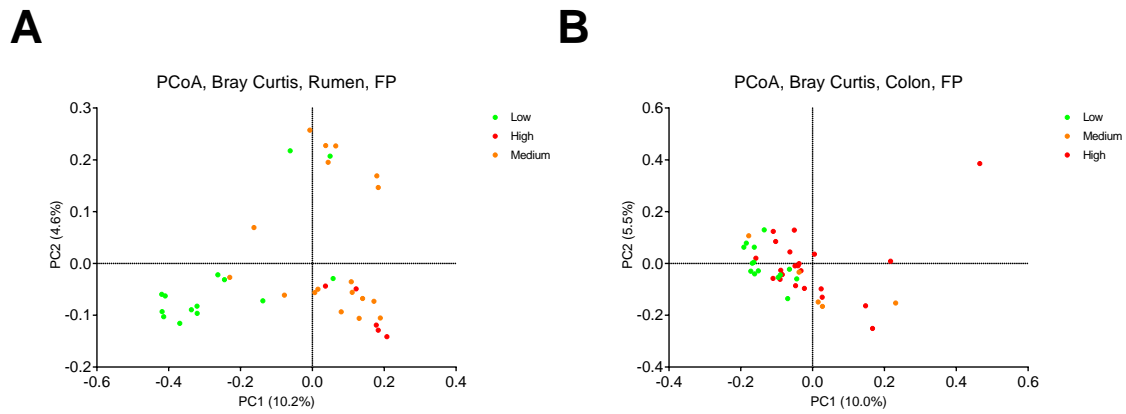 A
PCoA, Bray Curtis, Rumen, FP
0.3
0.2
0.1
0.0
-0.1
-0.2
-0.6
-0.4
-0.2
0.0
0.2
0.4
PC2 (4.6%)
PC1 (10.2%)
Low
High
Medium
B
PCoA, Bray Curtis, Colon, FP
0.6
0.4
0.2
0.0
-0.2
-0.4
-0.4
-0.2
0.0
0.2
0.4
0.6
PC2 (5.5%)
PC1 (10.0%)
Low
Medium
High